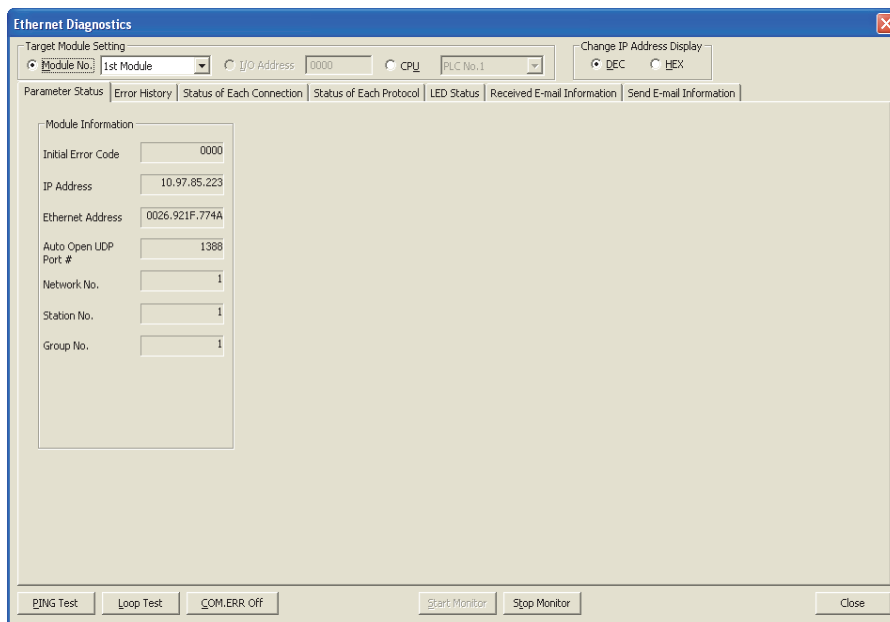 Ethernet Diagnostics
Target Module Setting
Module No. 1st Module I/O Address 0000 CPU PLC No.1
Change IP Address Display
DEC HEX
Parameter Status Error History Status of Each Connection Status of Each Protocol LED Status Received E-mail Information Send E-mail Information
Module Information
Initial Error Code 0000
IP Address 10.97.85.223
Ethernet Address 0026.921F.774A
Auto Open UDP 1388
Port #
Network No. 1
Station No. 1
Group No. 1
PING Test Loop Test COM.ERR Off Start Monitor Stop Monitor Close